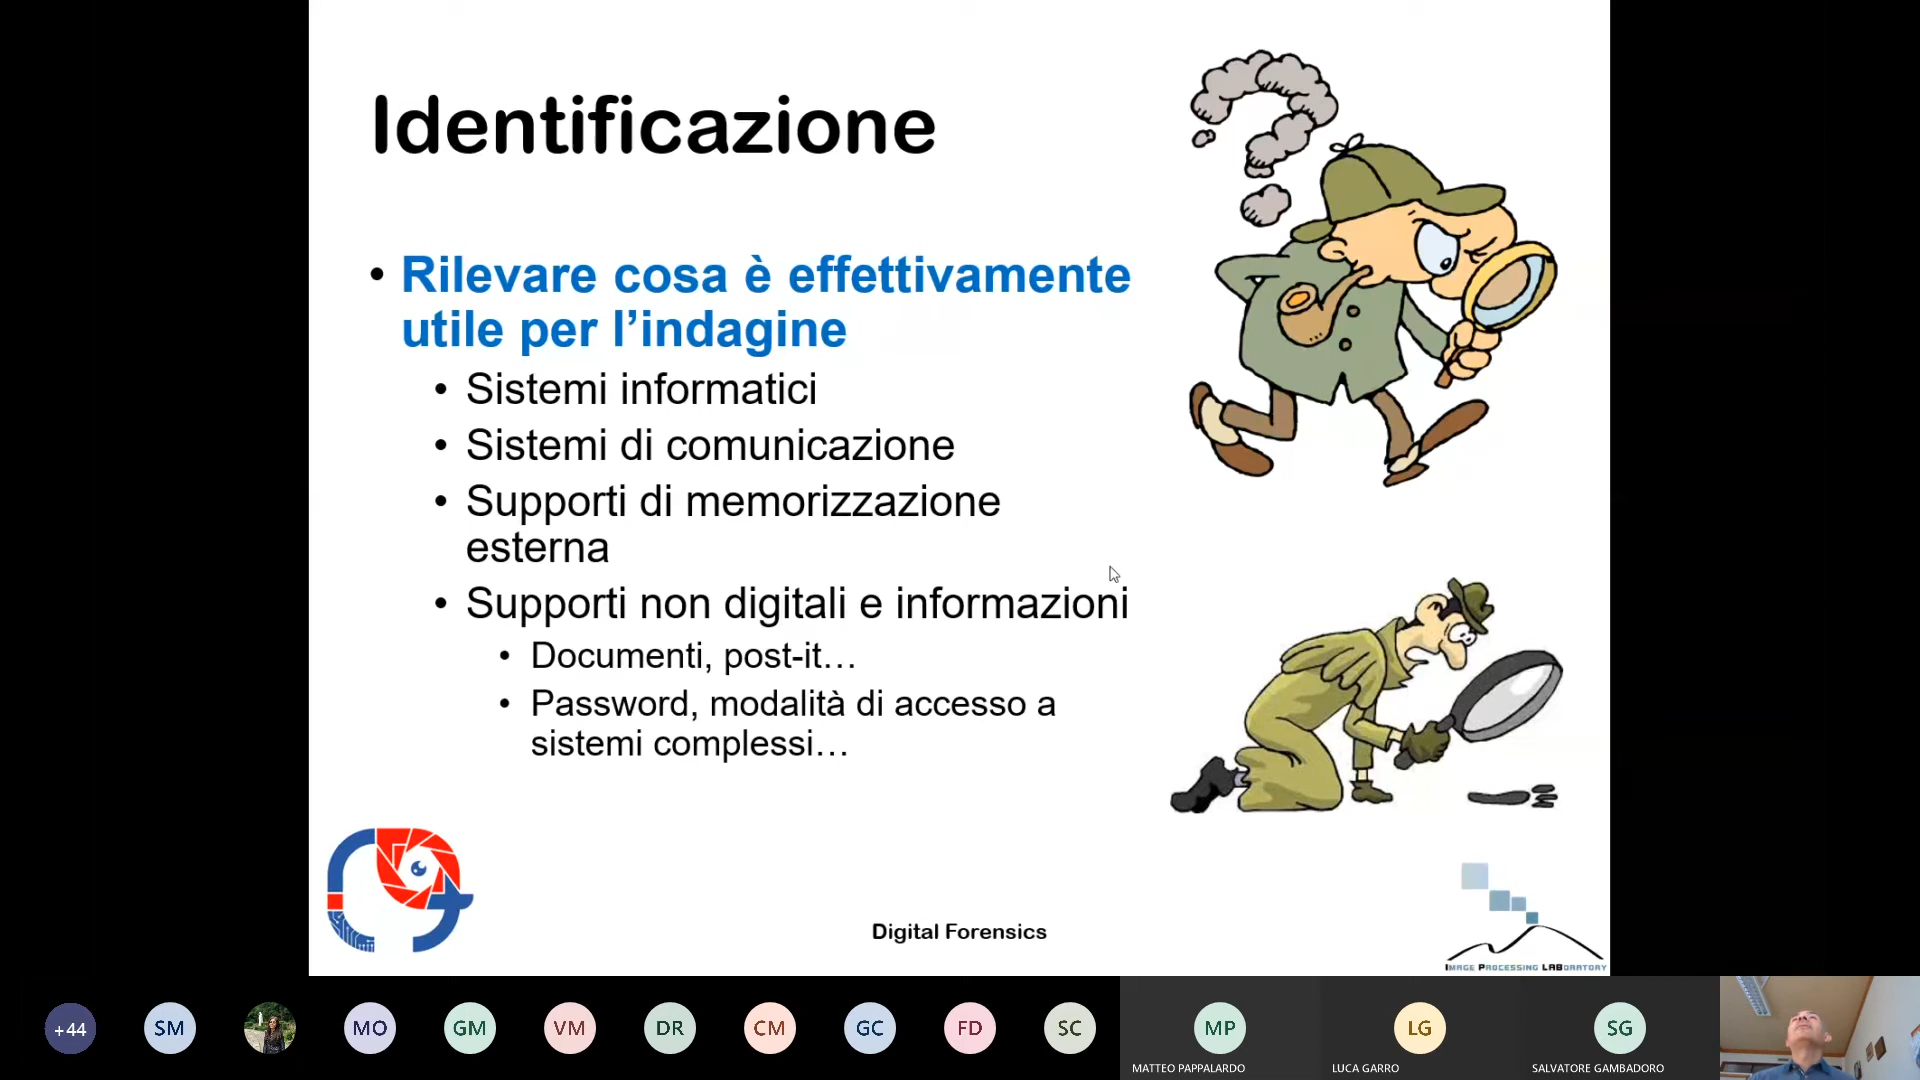 Identificazione
• Rilevare cosa è effettivamente
utile per l’indagine
• Sistemi informatici
• Sistemi di comunicazione
• Supporti di memorizzazione
esterna
• Supporti non digitali e informazioni
• Documenti, post-it…
• Password, modalità di accesso a
sistemi complessi…
Digital Forensics
IMAGE PROCESSING LABORATORY
+44
SM
MO
GM
VM
DR
CM
GC
FD
SC
MP
LG
SG
MATTEO PAPPALARDO
LUCA GARRO
SALVATORE GAMBADORO